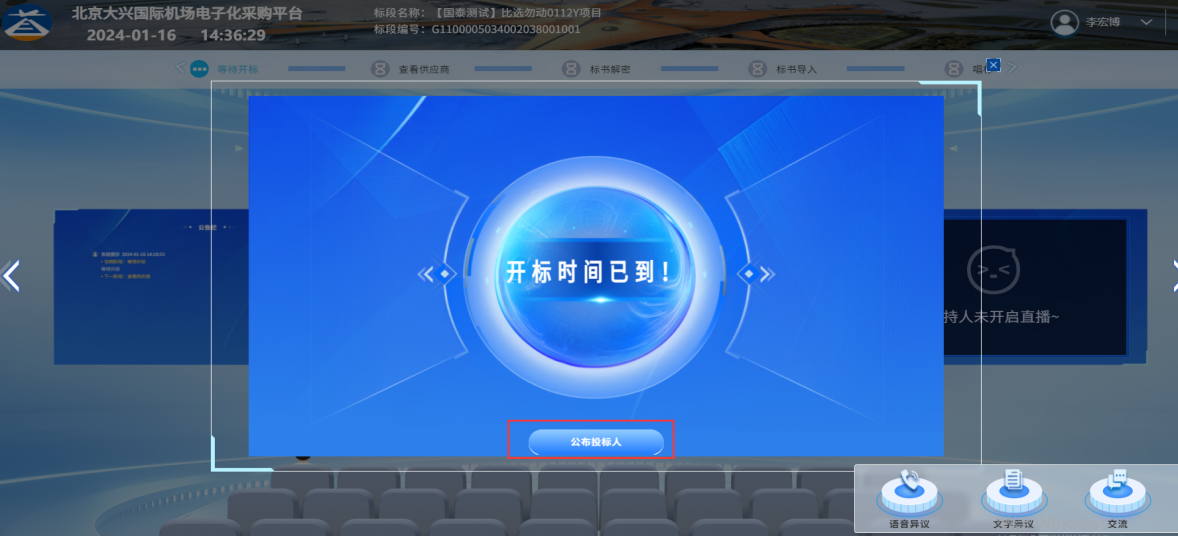 北京大兴国际机场电子化采购平台
2024-01-16 14:36:29
标段名称：【国泰测试】比选勿动0112Y项目
标段编号：G1100005034002038001001
李宏博
等待开标
查看供应商
标书解密
标书导入
唱
开标时间已到！
持人未开启直播~
公布投标人
语音异议
文字异议
交流